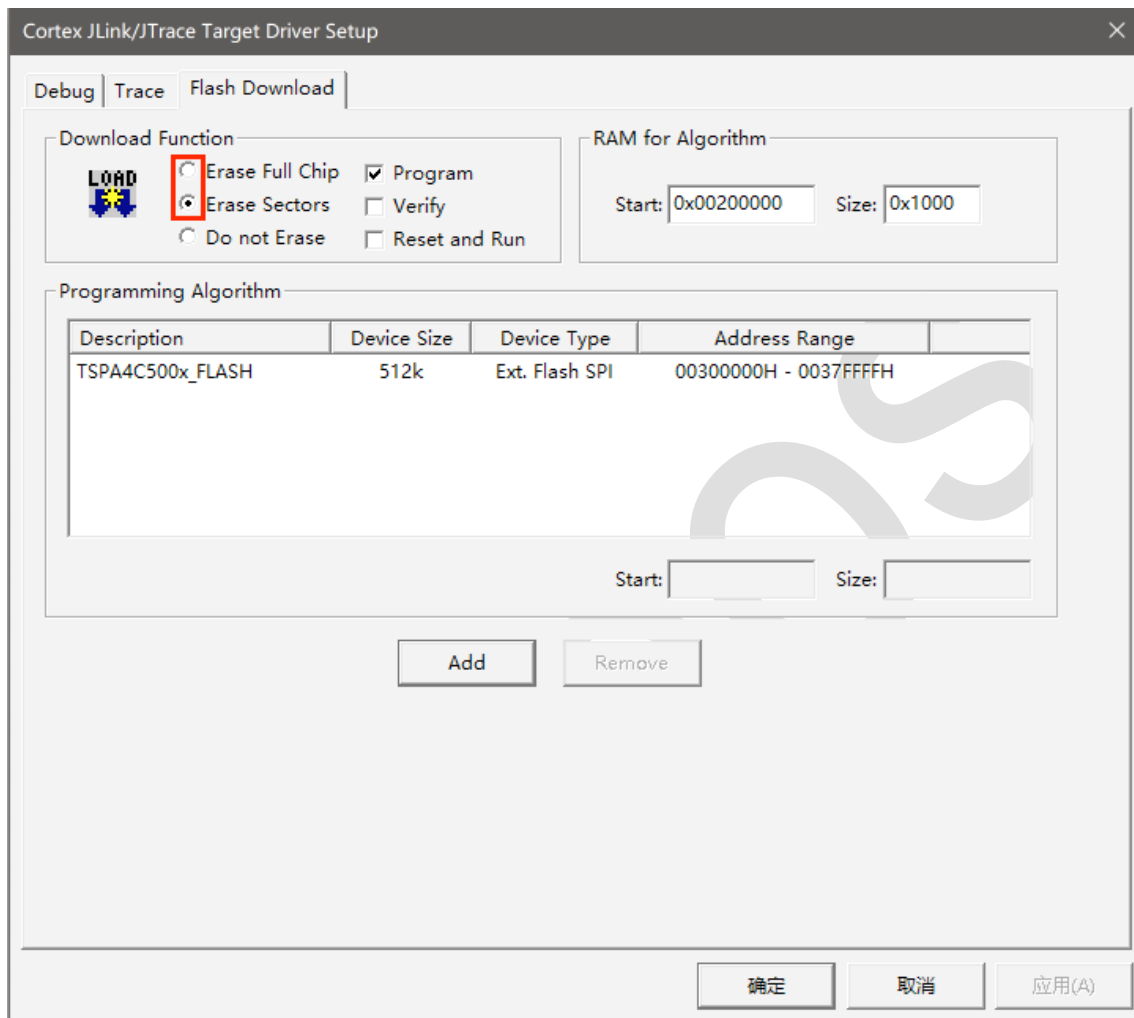 Cortex JLink/JTrace Target Driver Setup
Debug Trace Flash Download
Download Function
LOAD
Erase Full Chip
Erase Sectors
Do not Erase
Program
Verify
Reset and Run
RAM for Algorithm
Start: 0x00200000 Size: 0x1000
Programming Algorithm
Description Device Size Device Type Address Range
TSPA4C500x_FLASH 512k Ext. Flash SPI 00300000H - 0037FFFFH
Start: Size:
Add Remove
确定 取消 应用(A)